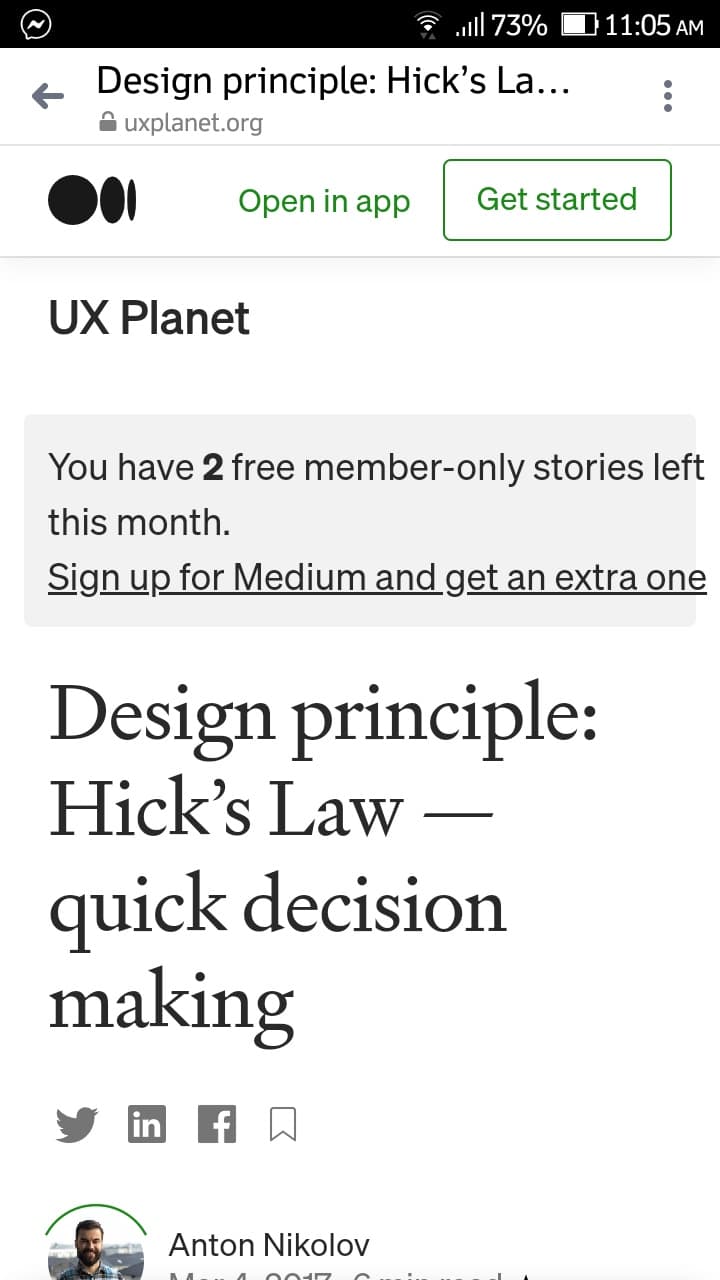 73% 11:05 AM
Design principle: Hick’s La...
uxplanet.org
Open in app
Get started
UX Planet
You have 2 free member-only stories left
this month.
Sign up for Medium and get an extra one
Design principle:
Hick’s Law —
quick decision
making
in
f
Anton Nikolov